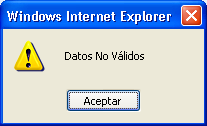 Windows Internet Explorer
Datos No Válidos
Aceptar